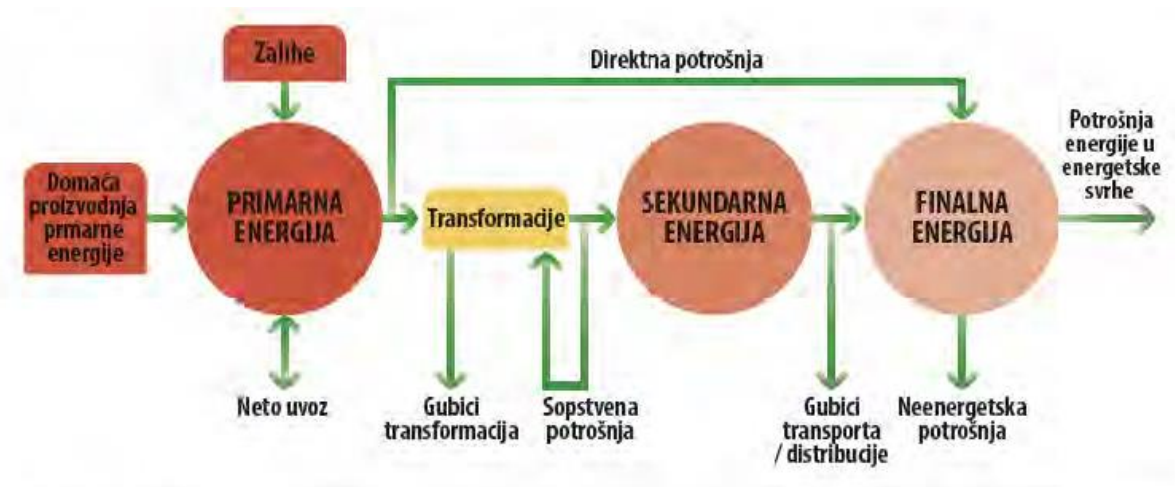 Zalihe
Direktna potrošnja
Potrošnja
energije u
energetske
svrhe
Domaća
proizvodnja
prmarne
energije
PRIMARNA
ENERGIJA
Transformacije
SEKUNDARNA
ENERGIJA
FINALNA
ENERGIJA
Neto uvoz
Gubici
transformacija
Sopstvena
potrošnja
Gubici
transporta
/ distribucije
Neenergetska
potrošnja